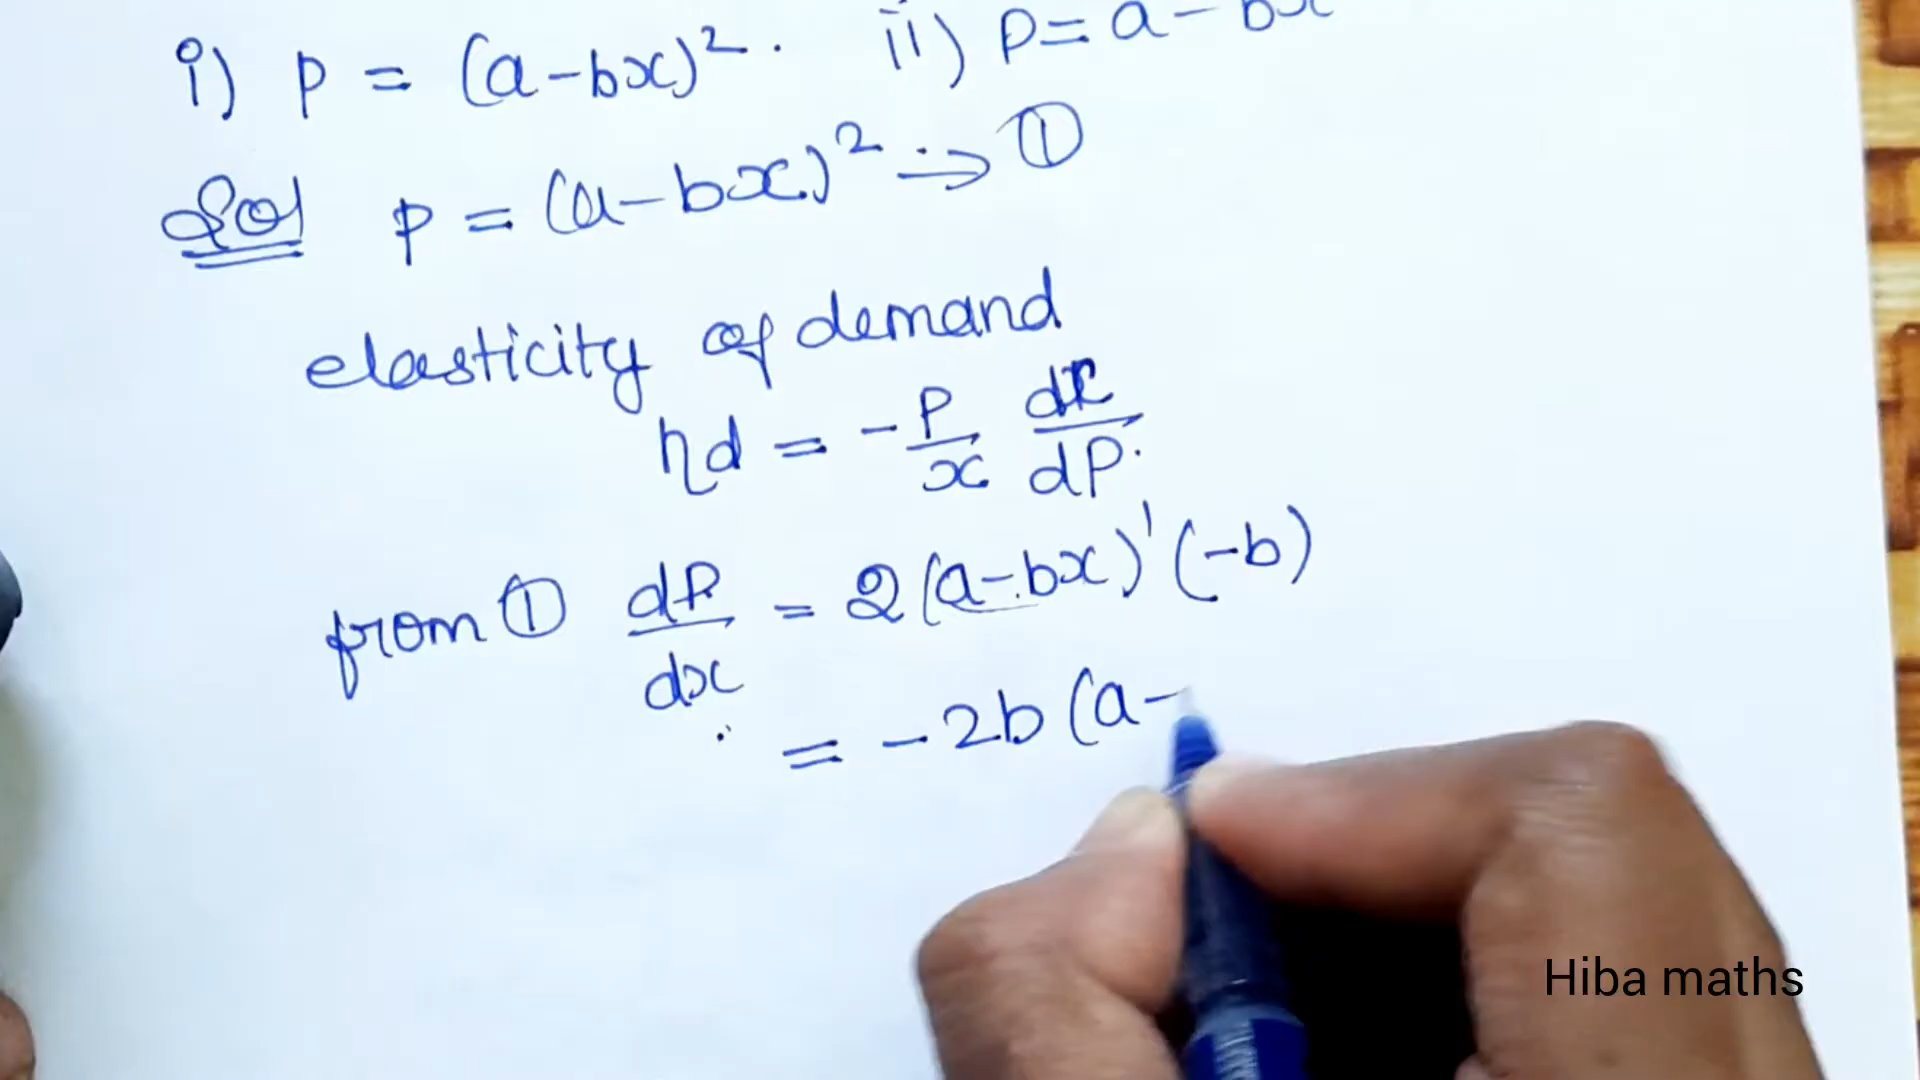 i) p = (a-bx)². ii) p = a - bx
Sol p = (a-bx)² → ①
elasticity of demand
ηd = - P/x dx/dP.
from ① dP/dx = 2(a-bx)¹(-b)
= -2b(a-
Hiba maths